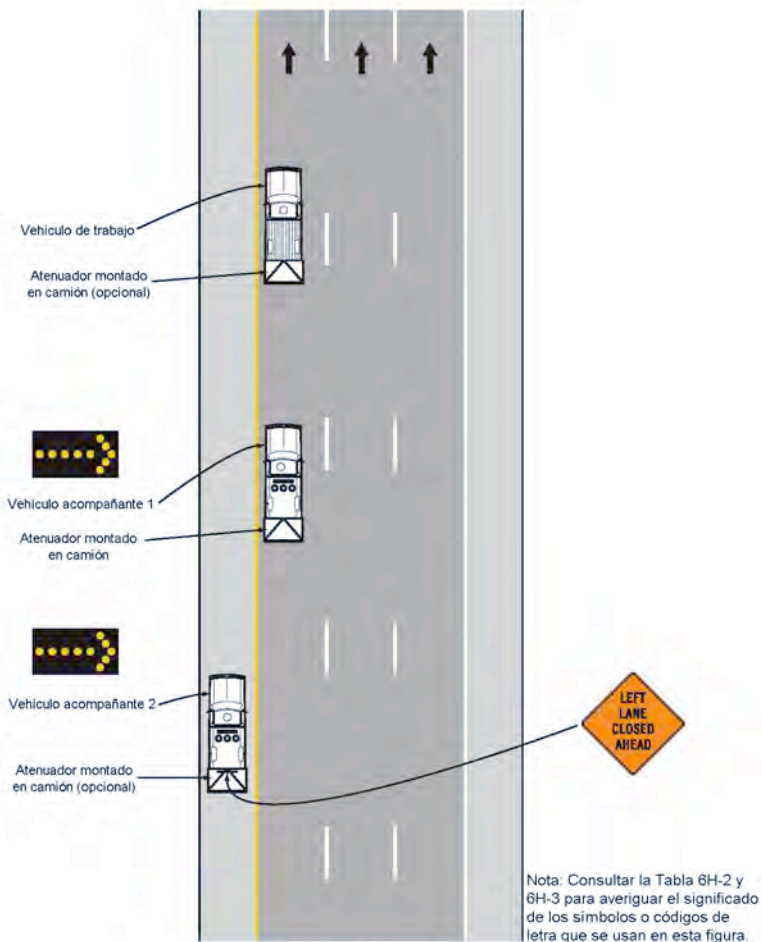 Vehículo de trabajo
Atenuador montado
en camión (opcional)
Vehículo acompañante 1
Atenuador montado
en camión
Vehículo acompañante 2
Atenuador montado
en camión (opcional)
LEFT
LANE
CLOSED
AHEAD
Nota: Consultar la Tabla 6H-2 y
6H-3 para averiguar el significado
de los símbolos o códigos de
letra que se usan en esta figura.